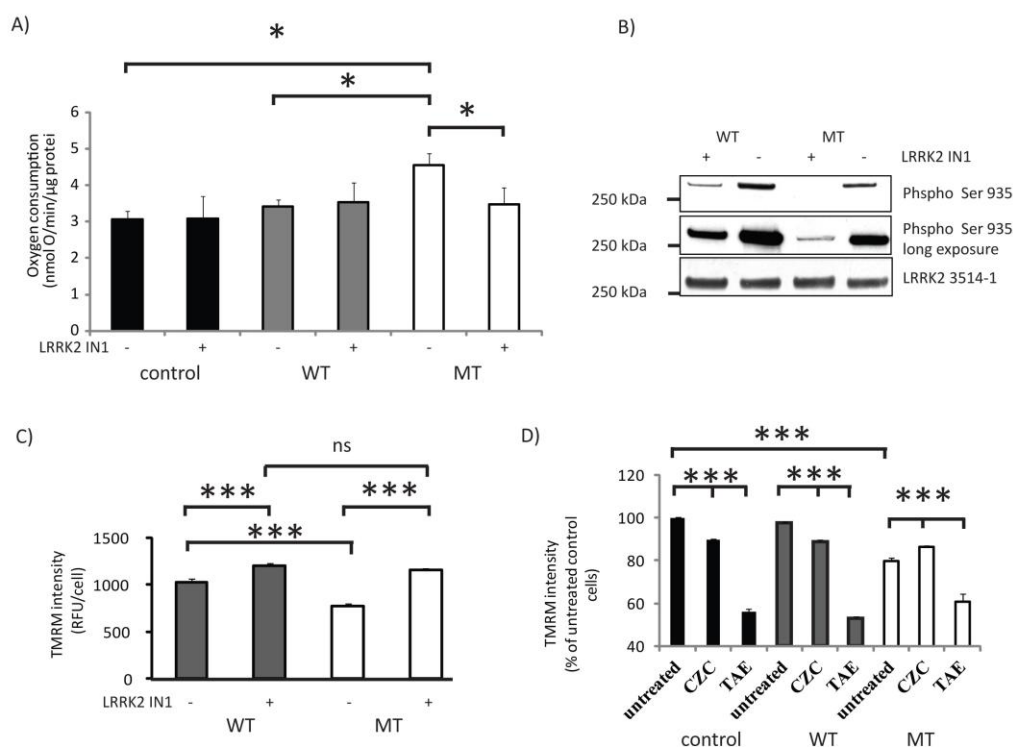 A)
*
*
*
Oxygen consumption
(nmol O/min/µg protei
6
5
4
3
2
1
0
LRRK2 IN1 - + - + - +
control WT MT
B)
WT MT
+ - + - LRRK2 IN1
250 kDa
Phspho Ser 935
250 kDa
Phspho Ser 935
long exposure
250 kDa
LRRK2 3514-1
C)
ns
*** ***
***
TMRM intensity
(RFU/cell)
1500
1000
500
0
LRRK2 IN1 - + - +
WT MT
D)
***
*** *** ***
TMRM intensity
(% of untreated control
cells)
120
100
80
60
40
untreated CZC TAE untreated CZC TAE untreated CZC TAE
control WT MT